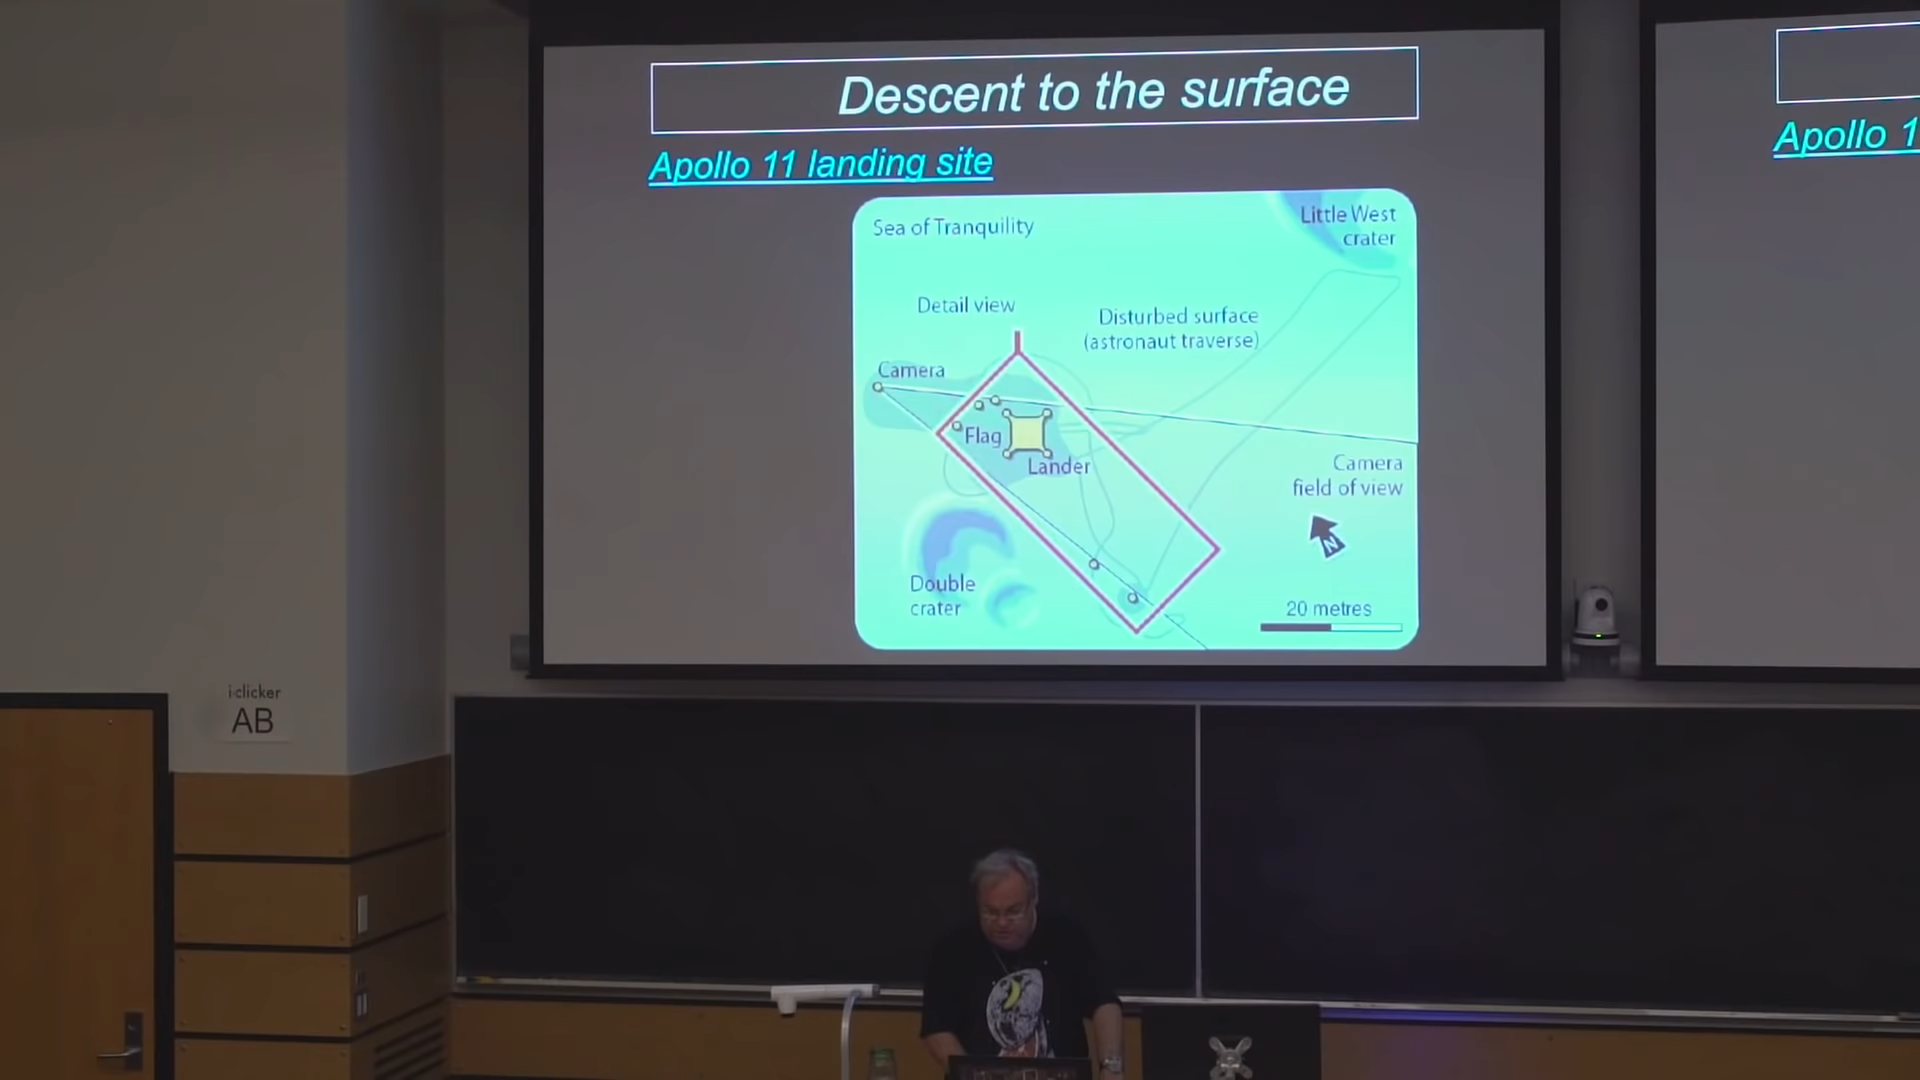 Descent to the surface
Apollo 11 landing site
Apollo 1
Sea of Tranquility
Little West
crater
Detail view
Disturbed surface
(astronaut traverse)
Camera
Flag
Lander
Camera
field of view
N
Double
crater
20 metres
i-clicker
AB